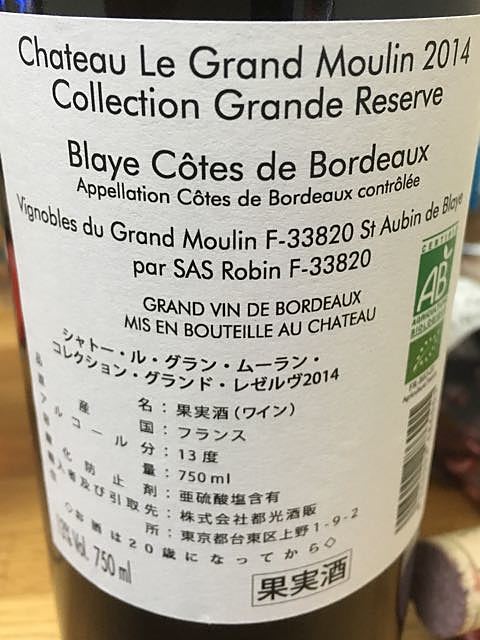 Chateau Le Grand Moulin 2014
Collection Grande Reserve
Blaye Côtes de Bordeaux
Appellation Côtes de Bordeaux contrôlée
Vignobles du Grand Moulin F-33820 St Aubin de Blaye
par SAS Robin F-33820
GRAND VIN DE BORDEAUX
MIS EN BOUTEILLE AU CHATEAU
CERTIFIÉ
AB
AGRICULTURE
BIOLOGIQUE
シャトー・ル・グラン・ムーラン・
コレクション・グランド・レゼルヴ2014
品名：果実酒（ワイン）
原産国：フランス
アルコール分：13度
容量：750ml
酸化防止剤：亜硫酸塩含有
輸入者及び引取先：株式会社都光酒販
住所：東京都台東区上野1-9-2
◇お酒は20歳になってから◇
13% Vol. 750 ml
果実酒